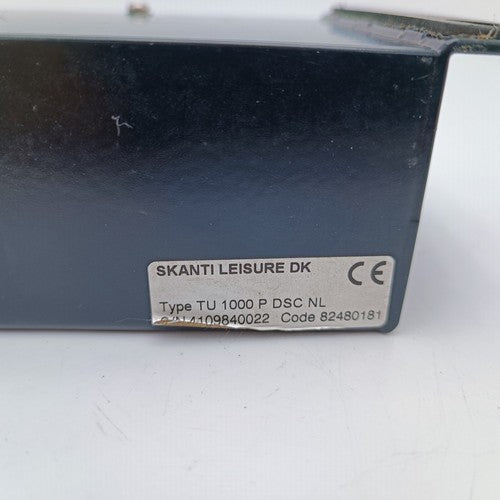 SKANTI LEISURE DK CE
Type TU 1000 P DSC NL
S/N 4109840022 Code 82480181